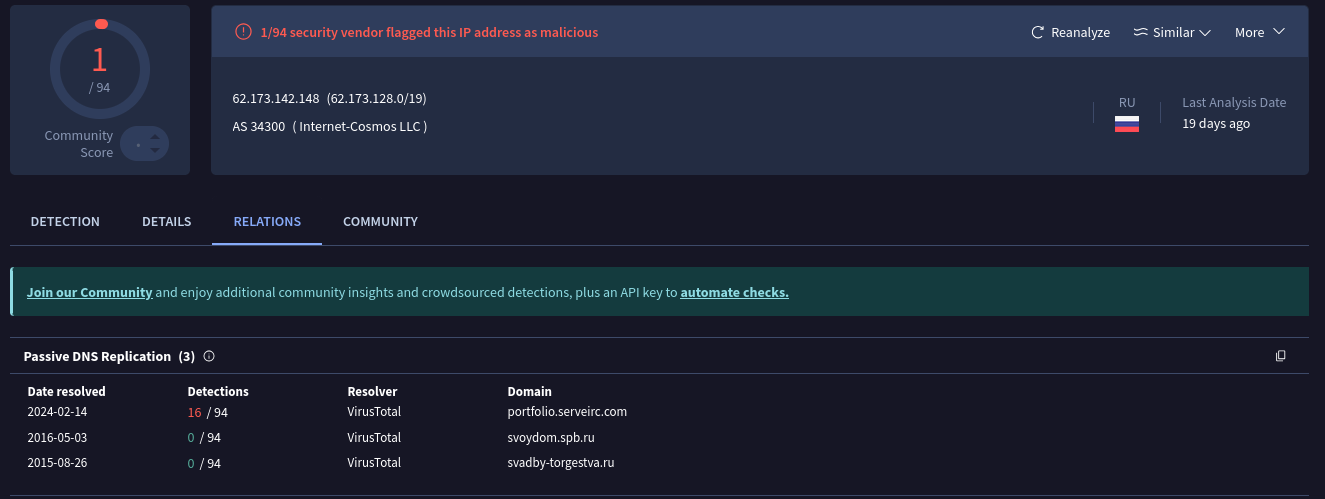 1
/ 94
Community
Score
1/94 security vendor flagged this IP address as malicious
Reanalyze
Similar
More
62.173.142.148 (62.173.128.0/19)
AS 34300 ( Internet-Cosmos LLC )
RU
Last Analysis Date
19 days ago
DETECTION DETAILS RELATIONS COMMUNITY
Join our Community and enjoy additional community insights and crowdsourced detections, plus an API key to automate checks.
Passive DNS Replication (3)
Date resolved Detections Resolver Domain
2024-02-14 16 / 94 VirusTotal portfolio.serveirc.com
2016-05-03 0 / 94 VirusTotal svoydom.spb.ru
2015-08-26 0 / 94 VirusTotal svadby-torgestva.ru